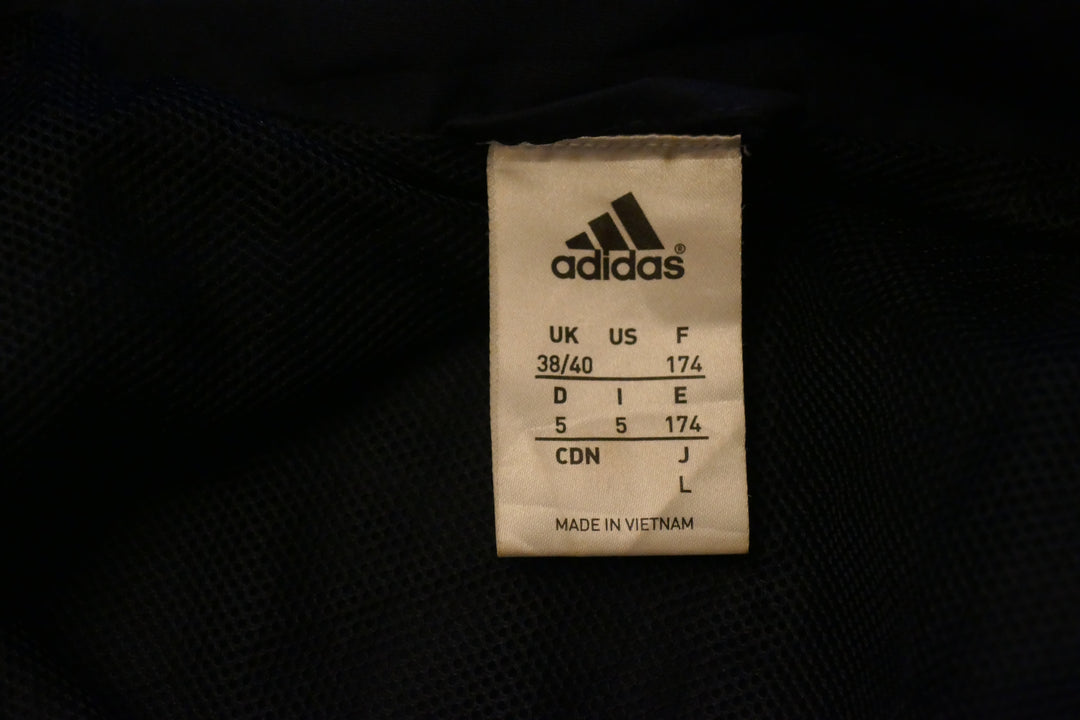 adidas®
UK US F
38/40 174
D I E
5 5 174
CDN J
L
MADE IN VIETNAM